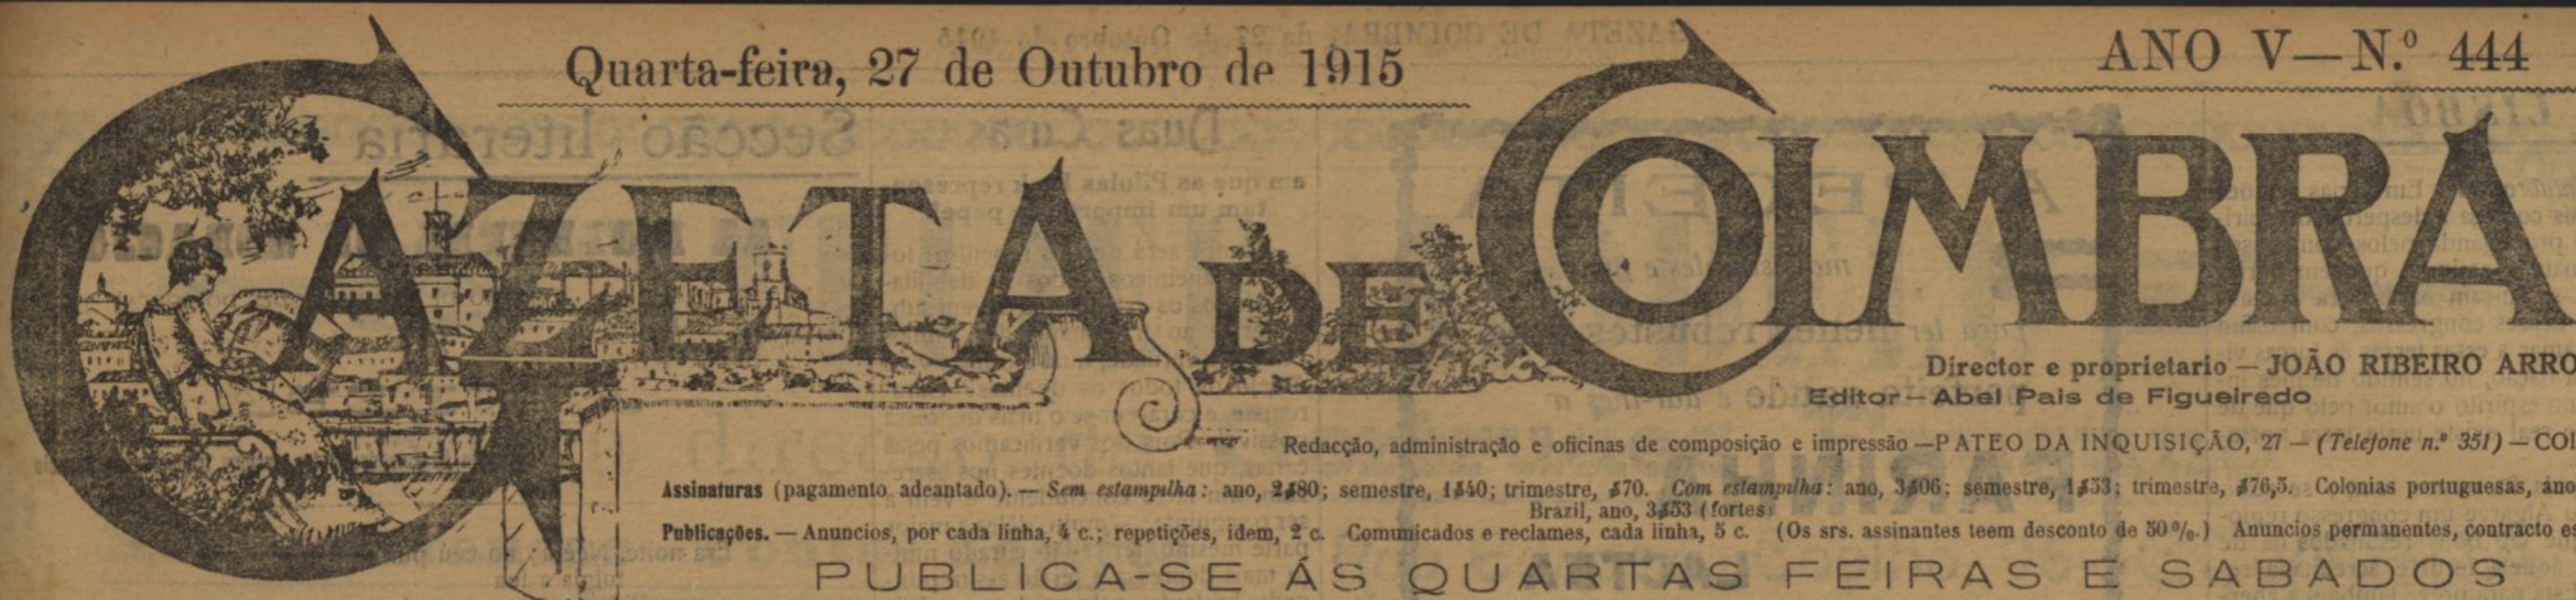 Quarta-feira, 27 de Outubro de 1915
ANO V—N.º 444
GAZETA DE COIMBRA
Director e proprietario — JOÃO RIBEIRO ARRO
Editor — Abel Pais de Figueiredo
Redacção, administração e oficinas de composição e impressão — PATEO DA INQUISIÇÃO, 27 — (Telefone n.º 351) — COI
Assinaturas (pagamento adeantado). — Sem estampilha: ano, 2$80; semestre, 1$40; trimestre, $70. Com estampilha: ano, 3$06; semestre, 1$53; trimestre, $76,5. Colonias portuguesas, ano
Brazil, ano, 3$53 (fortes)
Publicações. — Anuncios, por cada linha, 4 c.; repetições, idem, 2 c. Comunicados e reclames, cada linha, 5 c. (Os srs. assinantes teem desconto de 50 %.) Anuncios permanentes, contracto es
PUBLICA-SE ÁS QUARTAS FEIRAS E SABADOS